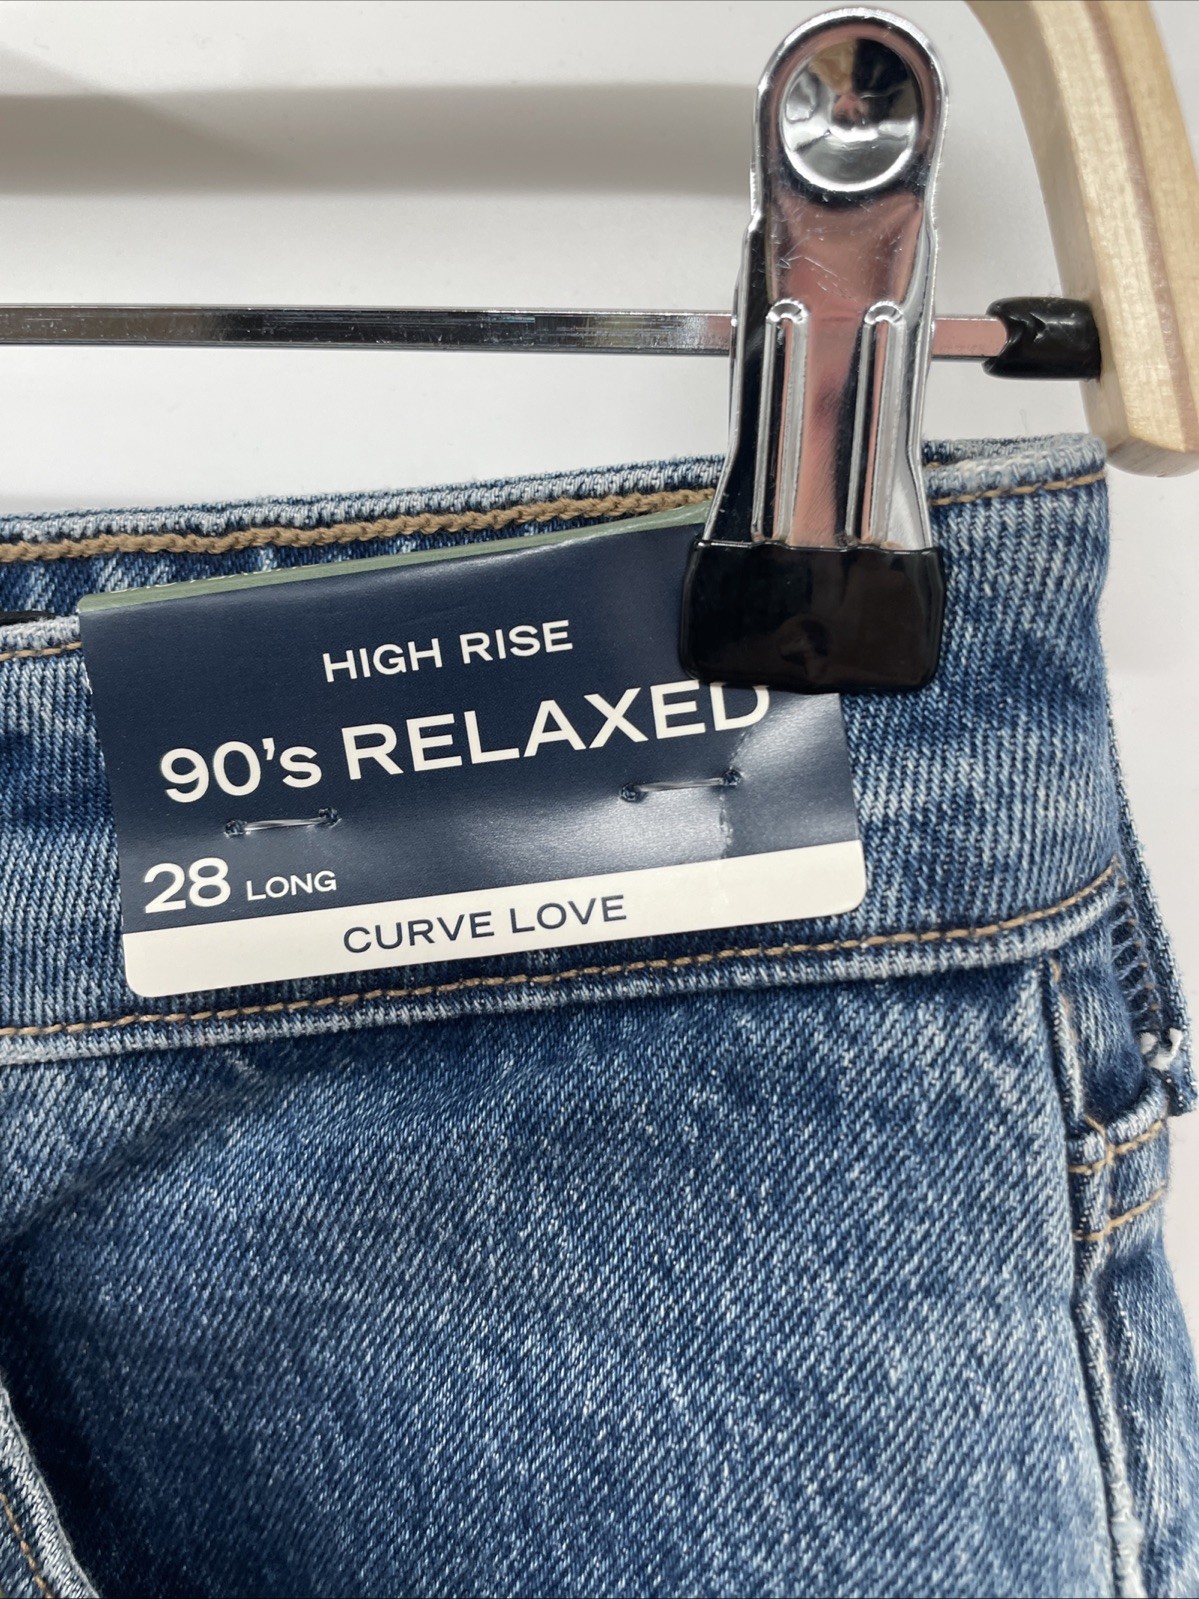 HIGH RISE
90's RELAXED
28 LONG
CURVE LOVE